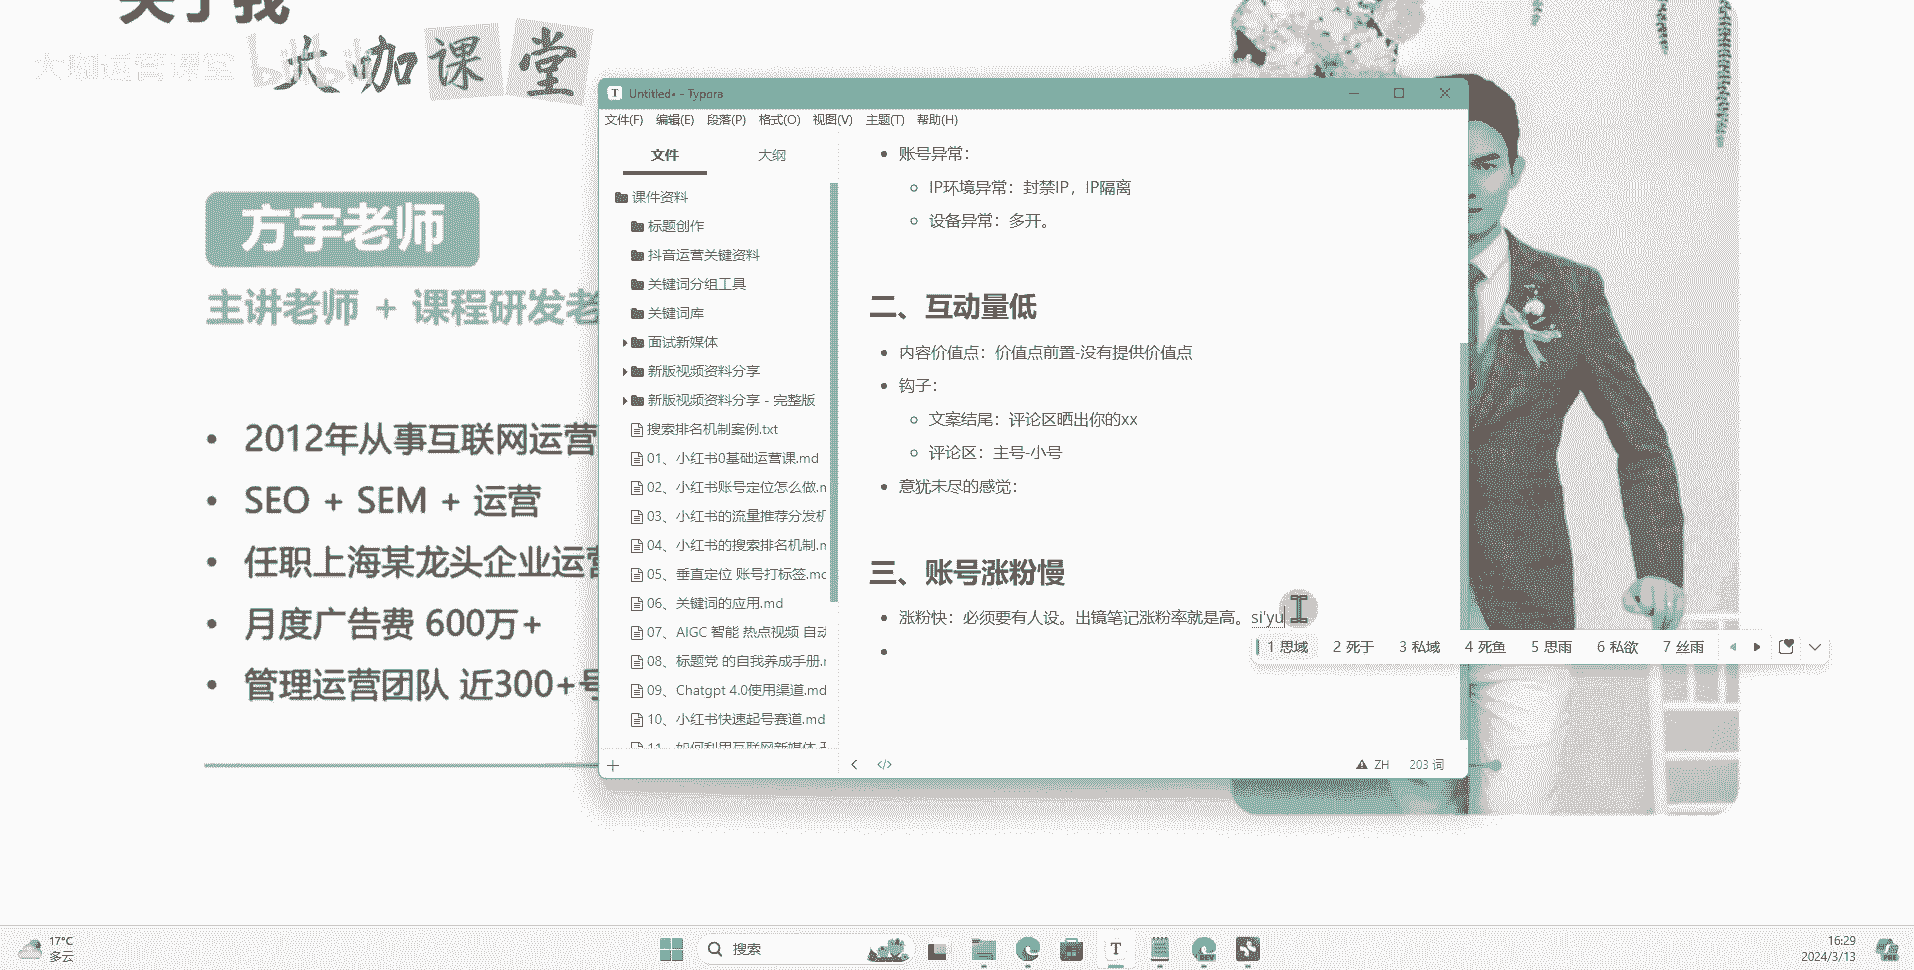 关于我
大咖运营课堂
大咖课堂
方宇老师
主讲老师 + 课程研发老
2012年从事互联网运营
SEO + SEM + 运营
任职上海某龙头企业运营
月度广告费 600万+
管理运营团队 近300+号
Untitled• - Typora
文件(F) 编辑(E) 段落(P) 格式(O) 视图(V) 主题(T) 帮助(H)
文件 大纲
课件资料
标题创作
抖音运营关键资料
关键词分组工具
关键词库
面试新媒体
新版视频资料分享
新版视频资料分享 - 完整版
搜索排名机制案例.txt
01、小红书0基础运营课.md
02、小红书账号定位怎么做.m
03、小红书的流量推荐分发机
04、小红书的搜索排名机制.m
05、垂直定位 账号打标签.md
06、关键词的应用.md
07、AIGC 智能 热点视频 自动
08、标题党 的自我养成手册.m
09、Chatgpt 4.0使用渠道.md
10、小红书快速起号赛道.md
11、如何利用互联网新媒体
账号异常：
IP环境异常：封禁IP，IP隔离
设备异常：多开。
二、互动量低
内容价值点：价值点前置-没有提供价值点
钩子：
文案结尾：评论区晒出你的xx
评论区：主号-小号
意犹未尽的感觉：
三、账号涨粉慢
涨粉快：必须要有人设。出镜笔记涨粉率就是高。si'yu
1 思域 2 死于 3 私域 4 死鱼 5 思雨 6 私欲 7 丝雨
ZH 203 词
17°C
多云
搜索
16:29
2024/3/13